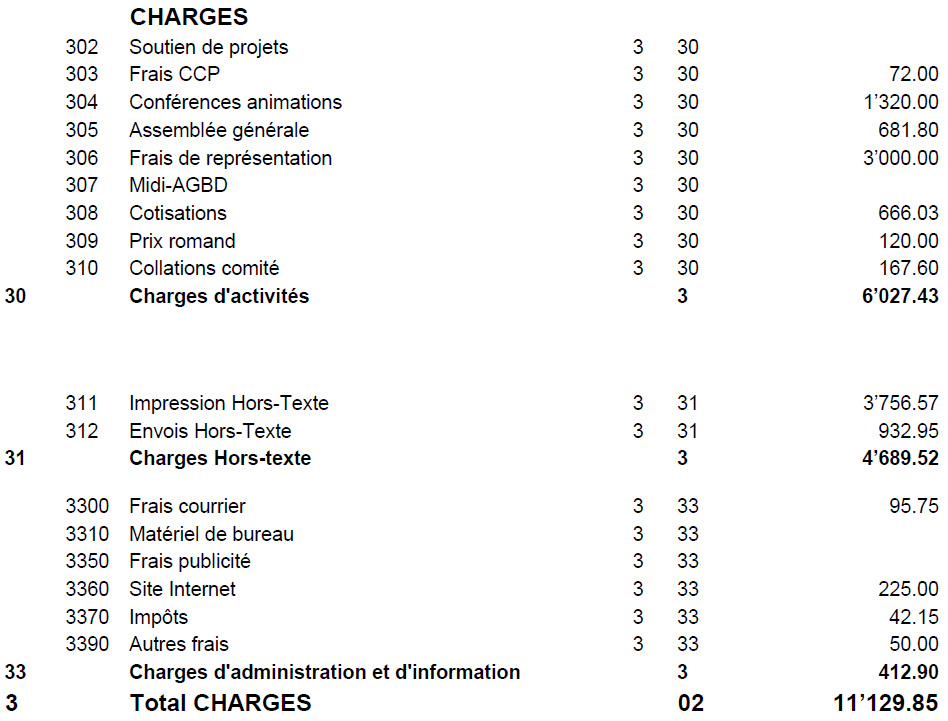 CHARGES
302 Soutien de projets 3 30
303 Frais CCP 3 30 72.00
304 Conférences animations 3 30 1’320.00
305 Assemblée générale 3 30 681.80
306 Frais de représentation 3 30 3’000.00
307 Midi-AGBD 3 30
308 Cotisations 3 30 666.03
309 Prix romand 3 30 120.00
310 Collations comité 3 30 167.60
30 Charges d'activités 3 6’027.43
311 Impression Hors-Texte 3 31 3’756.57
312 Envois Hors-Texte 3 31 932.95
31 Charges Hors-texte 3 4’689.52
3300 Frais courrier 3 33 95.75
3310 Matériel de bureau 3 33
3350 Frais publicité 3 33
3360 Site Internet 3 33 225.00
3370 Impôts 3 33 42.15
3390 Autres frais 3 33 50.00
33 Charges d'administration et d'information 3 412.90
3 Total CHARGES 02 11’129.85